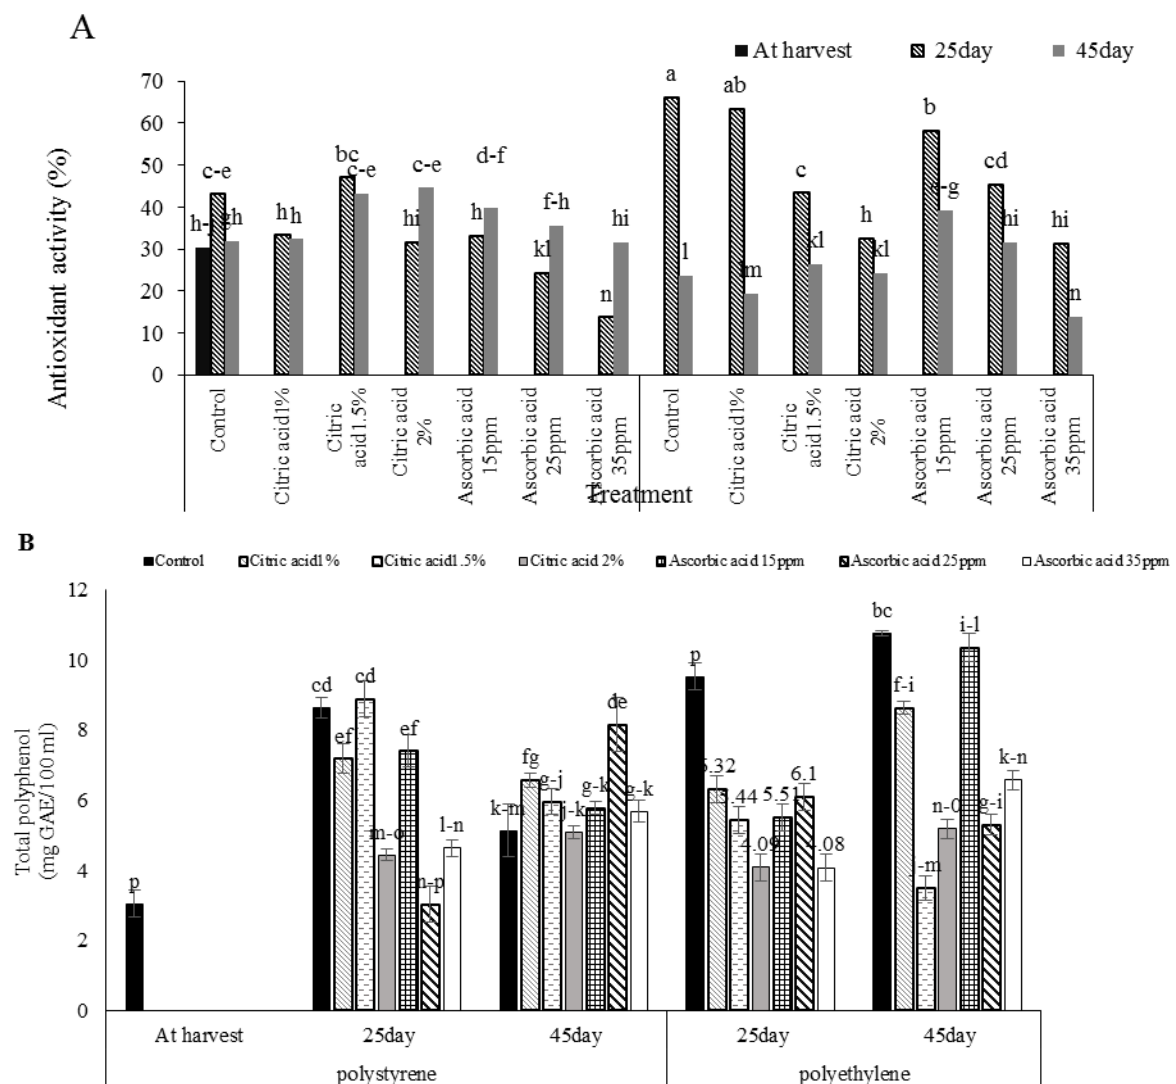 A
At harvest 25day 45day
Antioxidant activity (%)
70
60
50
40
30
20
10
0
c-e gh h h bc c-e hi c-e h d-f kl f-h n hi a l ab lm c kl h kl b cd hi hi n
Control
Citric acid1%
Citric acid1.5%
Citric acid 2%
Ascorbic acid 15ppm
Ascorbic acid 25ppm
Ascorbic acid 35ppm
Control
Citric acid1%
Citric acid1.5%
Citric acid 2%
Ascorbic acid 15ppm
Ascorbic acid 25ppm
Ascorbic acid 35ppm
Treatment
B
Control Citric acid1% Citric acid1.5% Citric acid 2% Ascorbic acid 15ppm Ascorbic acid 25ppm Ascorbic acid 35ppm
Total polyphenol
(mg GAE/100 ml)
12
10
8
6
4
2
0
p
cd ef cd m-o ef n-p l-n
k-m fg g-j j-k g-k de g-k
p 5.44 4.09 5.51 6.1 4.08
bc f-i n-0 i-l g-i k-n
At harvest 25day 45day 25day 45day
polystyrene polyethylene